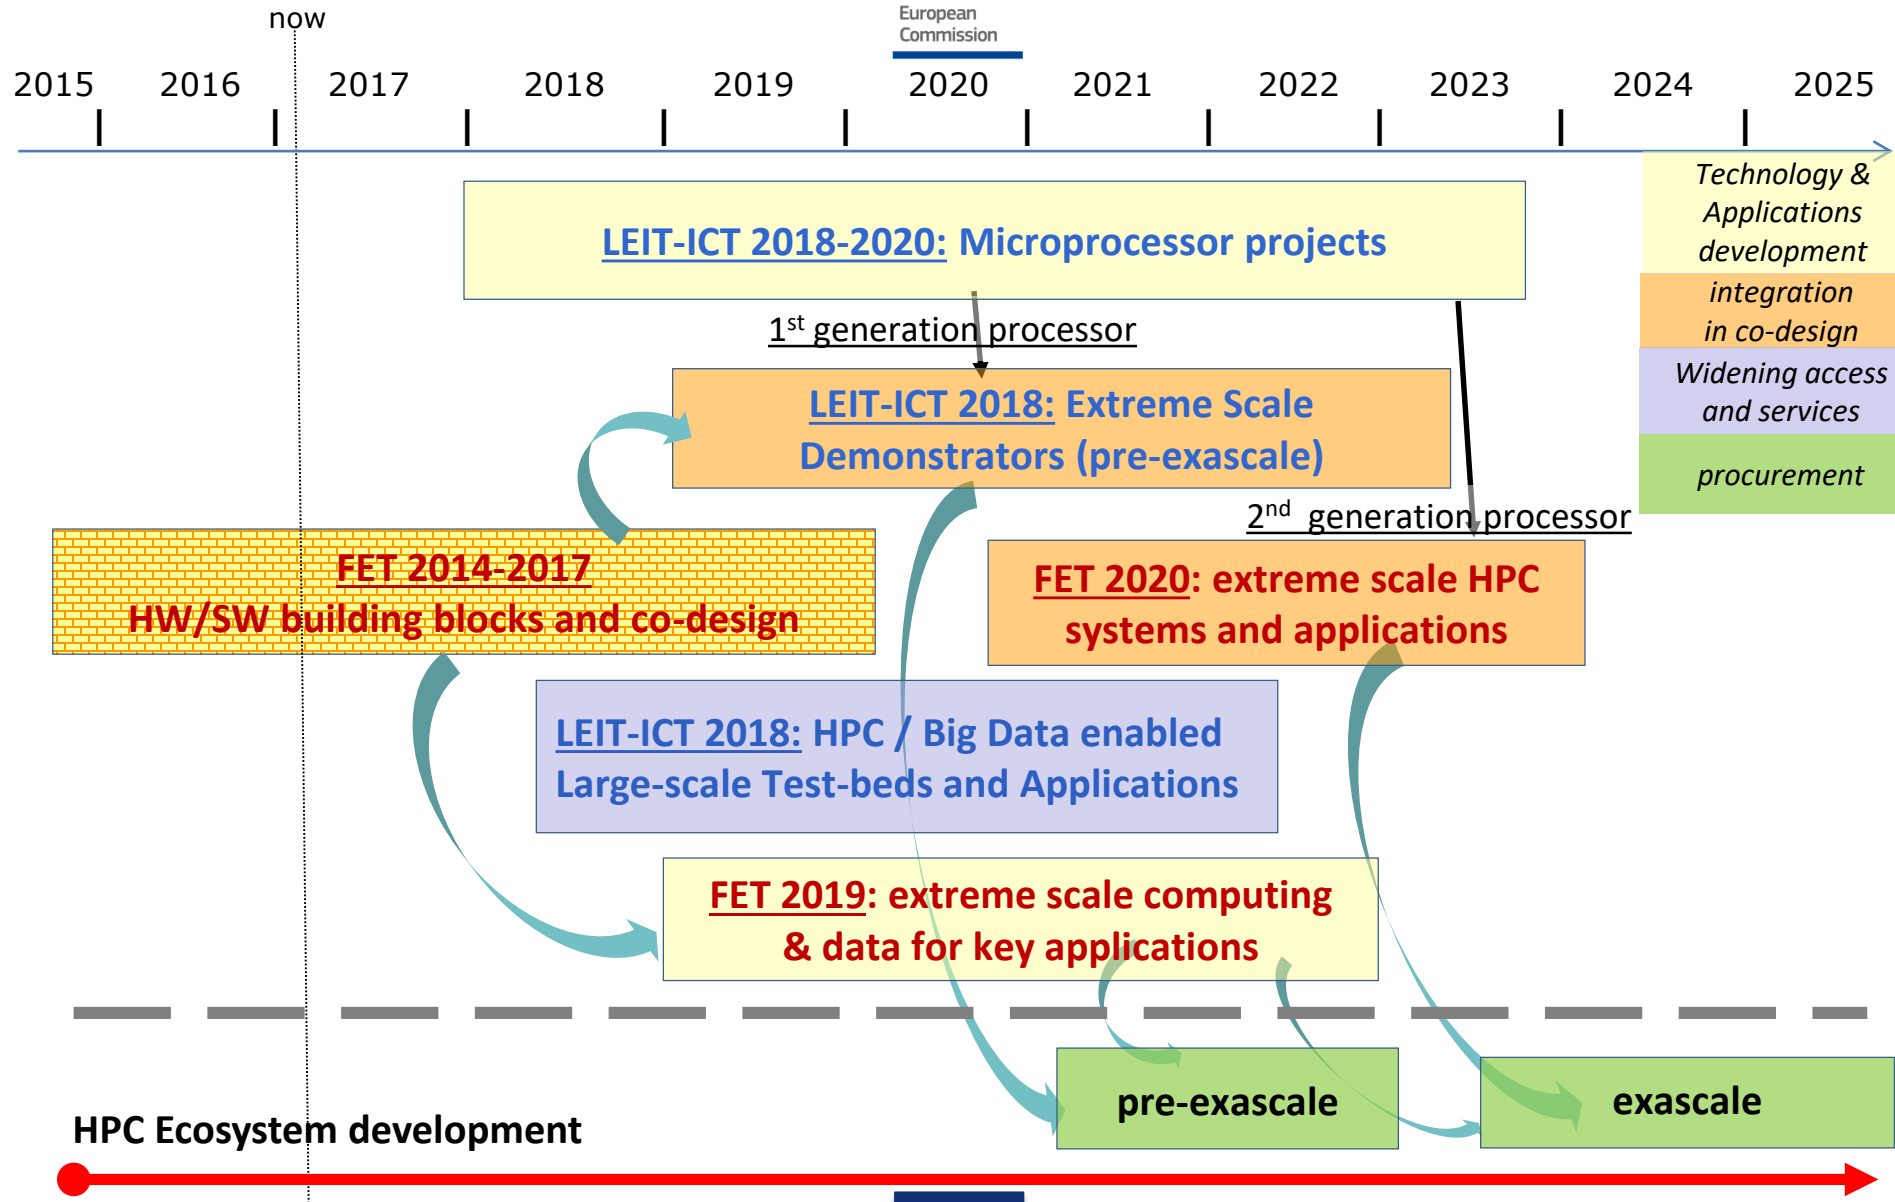 now
European
Commission
2015 2016 2017 2018 2019 2020 2021 2022 2023 2024 2025
Technology &
Applications
development
integration
in co-design
Widening access
and services
procurement
LEIT-ICT 2018-2020: Microprocessor projects
1st generation processor
LEIT-ICT 2018: Extreme Scale
Demonstrators (pre-exascale)
2nd generation processor
FET 2014-2017
HW/SW building blocks and co-design
FET 2020: extreme scale HPC
systems and applications
LEIT-ICT 2018: HPC / Big Data enabled
Large-scale Test-beds and Applications
FET 2019: extreme scale computing
& data for key applications
pre-exascale
exascale
HPC Ecosystem development